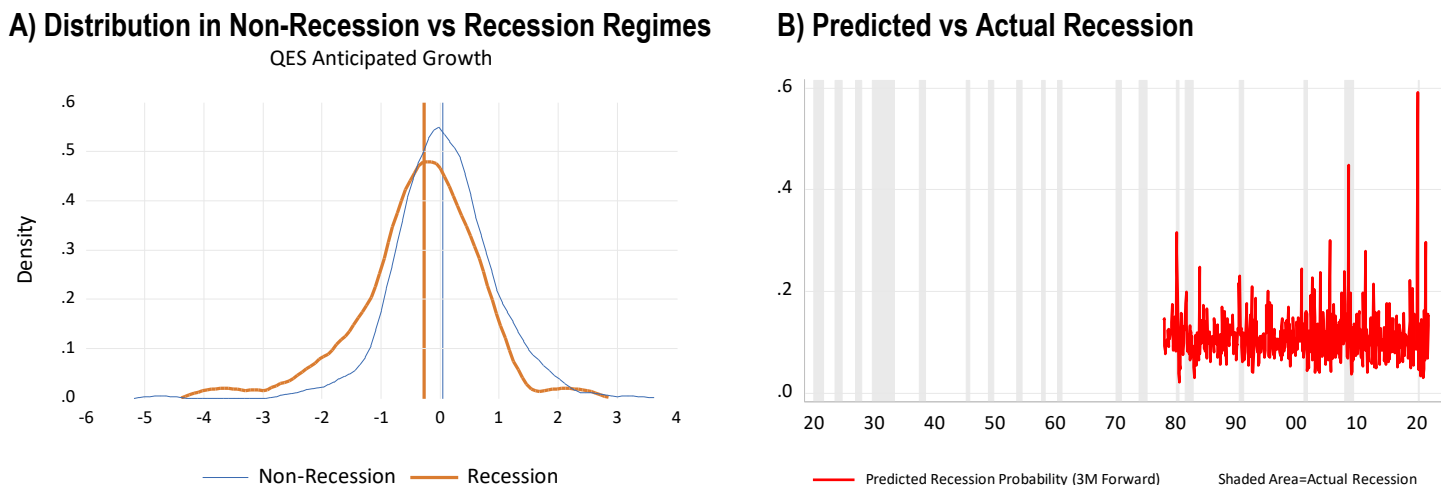 A) Distribution in Non-Recession vs Recession Regimes
QES Anticipated Growth
.6
.5
.4
.3
.2
.1
.0
Density
-6 -5 -4 -3 -2 -1 0 1 2 3 4
Non-Recession Recession
B) Predicted vs Actual Recession
.6
.4
.2
.0
20 30 40 50 60 70 80 90 00 10 20
Predicted Recession Probability (3M Forward) Shaded Area=Actual Recession